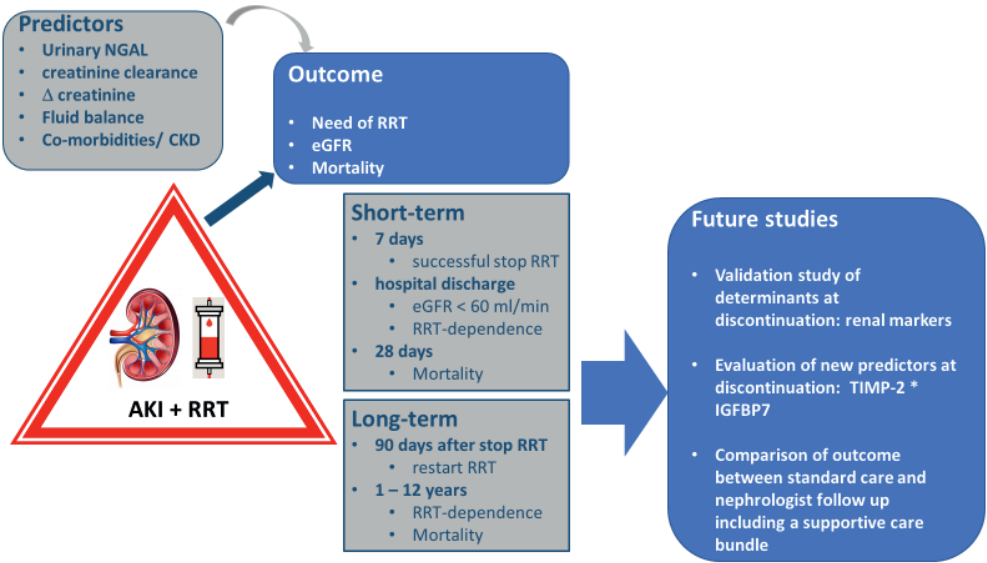 Predictors
• Urinary NGAL
• creatinine clearance
• Δ creatinine
• Fluid balance
• Co-morbidities/ CKD
Outcome
• Need of RRT
• eGFR
• Mortality
AKI + RRT
Short-term
• 7 days
• successful stop RRT
• hospital discharge
• eGFR < 60 ml/min
• RRT-dependence
• 28 days
• Mortality
Long-term
• 90 days after stop RRT
• restart RRT
• 1 – 12 years
• RRT-dependence
• Mortality
Future studies
• Validation study of
determinants at
discontinuation: renal markers
• Evaluation of new predictors at
discontinuation: TIMP-2 *
IGFBP7
• Comparison of outcome
between standard care and
nephrologist follow up
including a supportive care
bundle